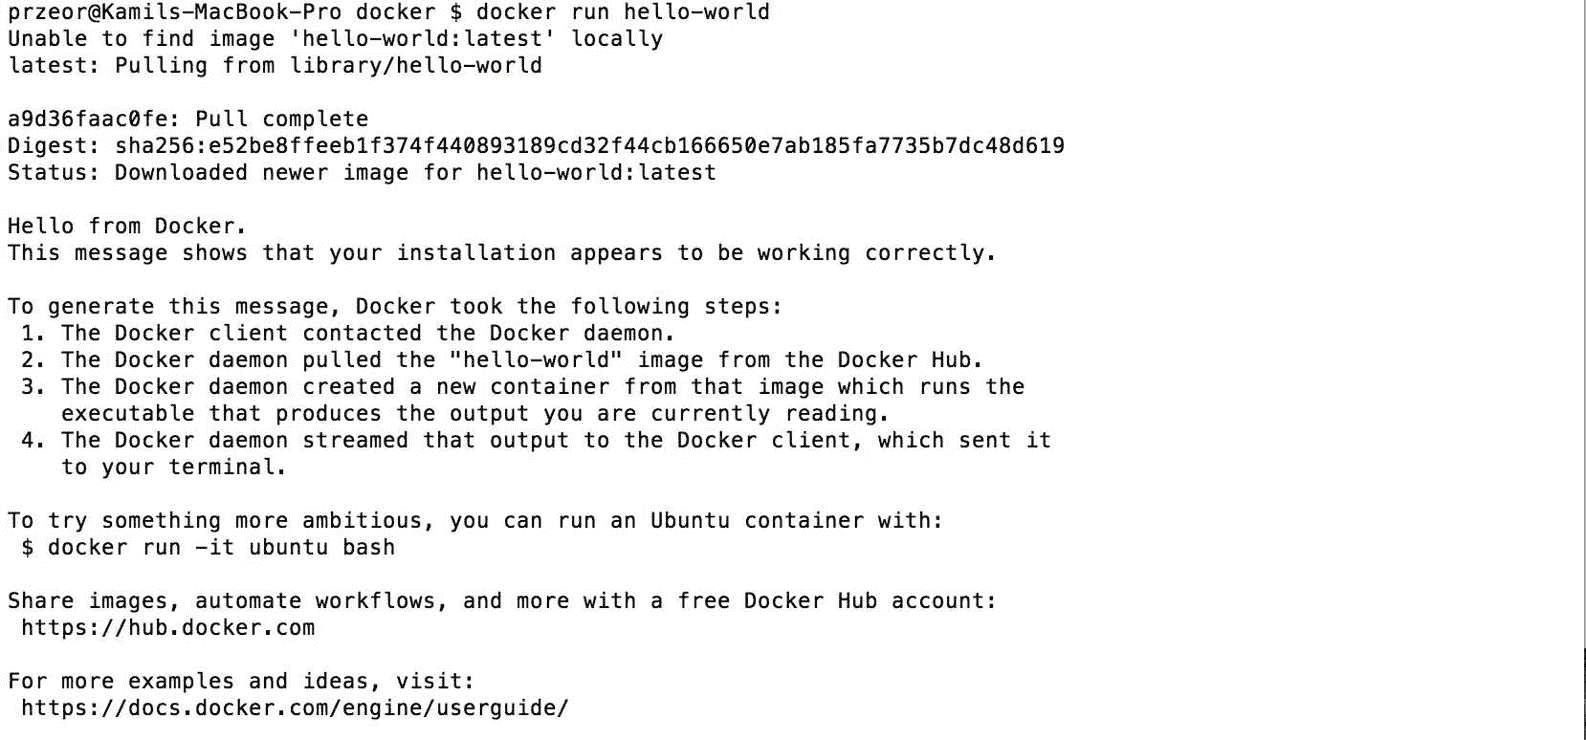 przeor@Kamils-MacBook-Pro docker $ docker run hello-world
Unable to find image 'hello-world:latest' locally
latest: Pulling from library/hello-world

a9d36faac0fe: Pull complete
Digest: sha256:e52be8ffeeb1f374f440893189cd32f44cb166650e7ab185fa7735b7dc48d619
Status: Downloaded newer image for hello-world:latest

Hello from Docker.
This message shows that your installation appears to be working correctly.

To generate this message, Docker took the following steps:
 1. The Docker client contacted the Docker daemon.
 2. The Docker daemon pulled the "hello-world" image from the Docker Hub.
 3. The Docker daemon created a new container from that image which runs the
    executable that produces the output you are currently reading.
 4. The Docker daemon streamed that output to the Docker client, which sent it
    to your terminal.

To try something more ambitious, you can run an Ubuntu container with:
 $ docker run -it ubuntu bash

Share images, automate workflows, and more with a free Docker Hub account:
 https://hub.docker.com

For more examples and ideas, visit:
 https://docs.docker.com/engine/userguide/